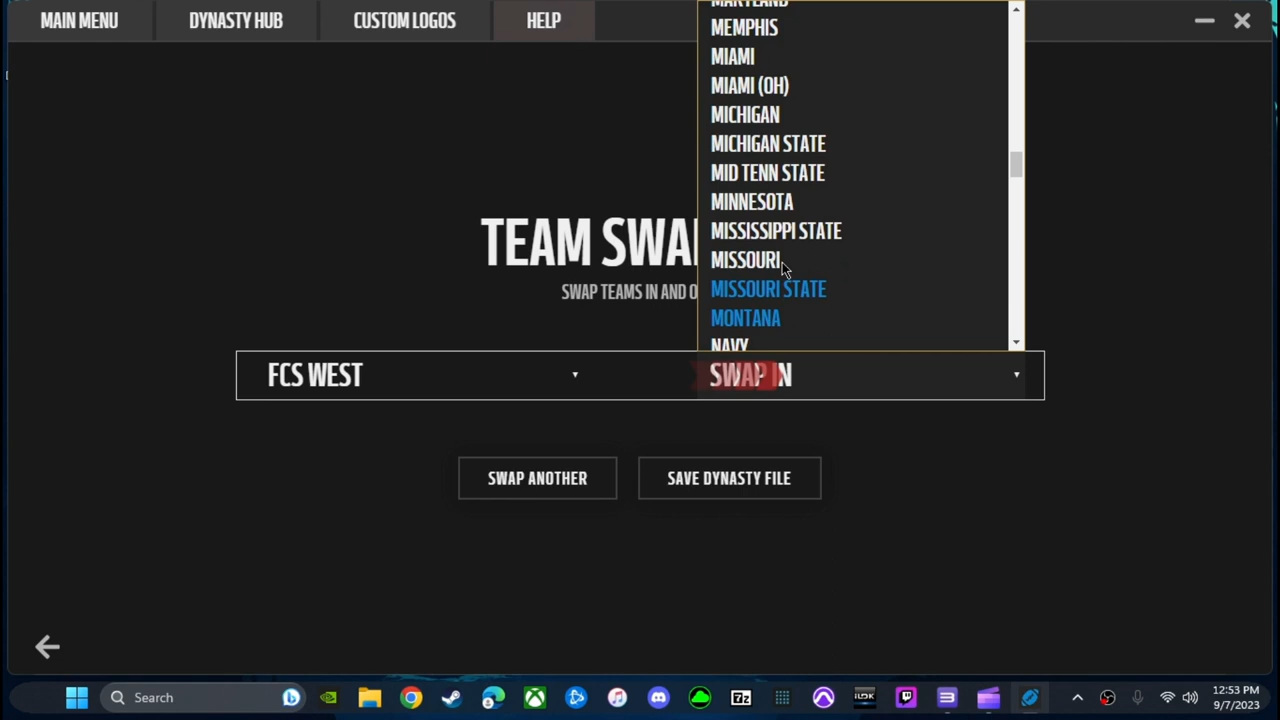 MAIN MENU
DYNASTY HUB
CUSTOM LOGOS
HELP
MARYLAND
MEMPHIS
MIAMI
MIAMI (OH)
MICHIGAN
MICHIGAN STATE
MID TENN STATE
MINNESOTA
MISSISSIPPI STATE
MISSOURI
MISSOURI STATE
MONTANA
NAVY
TEAM SWA
SWAP TEAMS IN AND O
FCS WEST
SWAP IN
SWAP ANOTHER
SAVE DYNASTY FILE
Search
7z
12:53 PM
9/7/2023